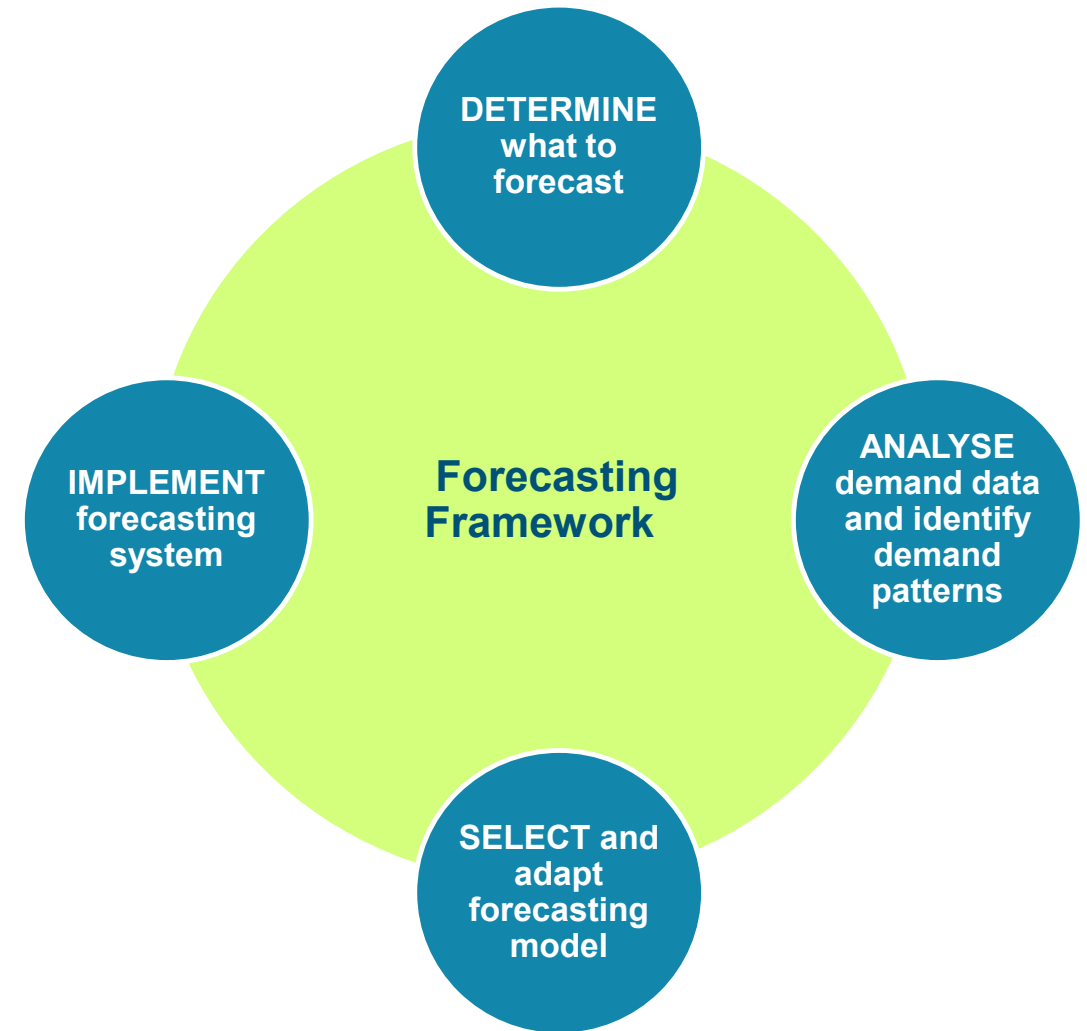 DETERMINE
what to
forecast
ANALYSE
demand data
and identify
demand
patterns
Forecasting
Framework
IMPLEMENT
forecasting
system
SELECT and
adapt
forecasting
model